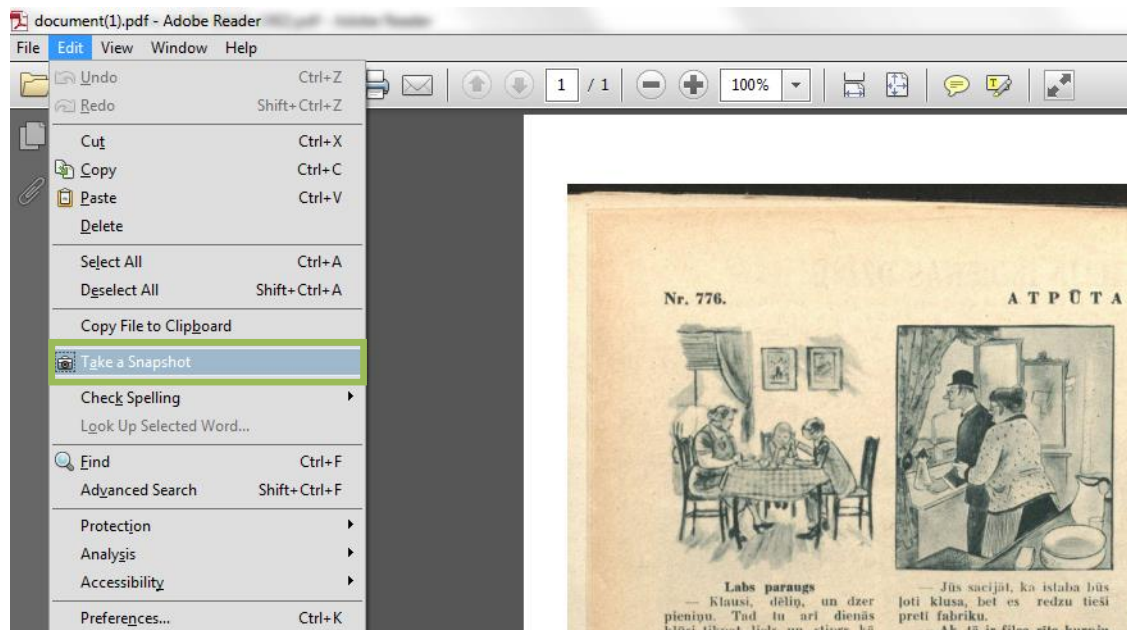 document(1).pdf - Adobe Reader
File Edit View Window Help
Undo Ctrl+Z
Redo Shift+Ctrl+Z
Cut Ctrl+X
Copy Ctrl+C
Paste Ctrl+V
Delete
Select All Ctrl+A
Deselect All Shift+Ctrl+A
Copy File to Clipboard
Take a Snapshot
Check Spelling
Look Up Selected Word...
Find Ctrl+F
Advanced Search Shift+Ctrl+F
Protection
Analysis
Accessibility
Preferences... Ctrl+K
1 / 1 100%
Nr. 776. ATPŪTA
Labs paraugs
— Klausi, dēliņ, un dzer
pieniņu. Tad tu arī dienās
— Jūs sacījāt, ka istaba būs
ļoti klusa, bet es redzu tieši
pretī fabriku.